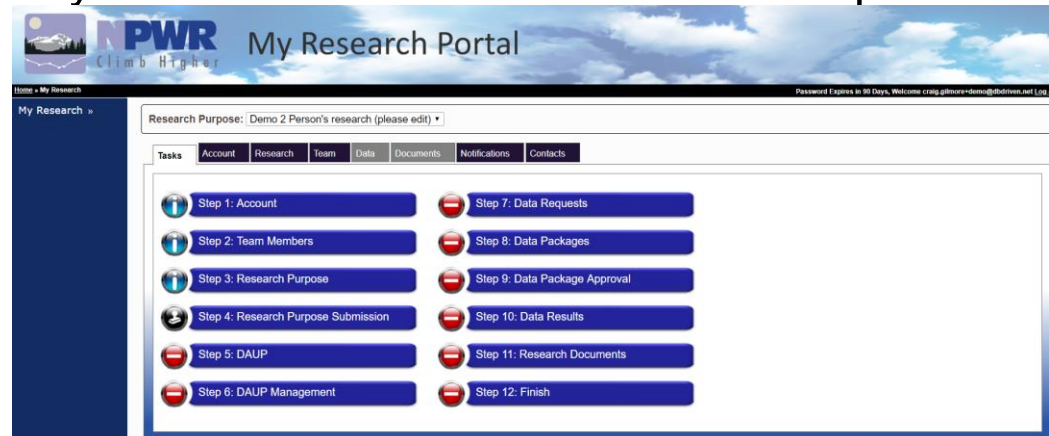 NPWR
Climb Higher
My Research Portal
Home » My Research
Password Expires in 90 Days, Welcome craig.gilmore+demo@dbdriven.net Log
My Research »
Research Purpose: Demo 2 Person's research (please edit)
Tasks Account Research Team Data Documents Notifications Contacts
Step 1: Account
Step 2: Team Members
Step 3: Research Purpose
Step 4: Research Purpose Submission
Step 5: DAUP
Step 6: DAUP Management
Step 7: Data Requests
Step 8: Data Packages
Step 9: Data Package Approval
Step 10: Data Results
Step 11: Research Documents
Step 12: Finish